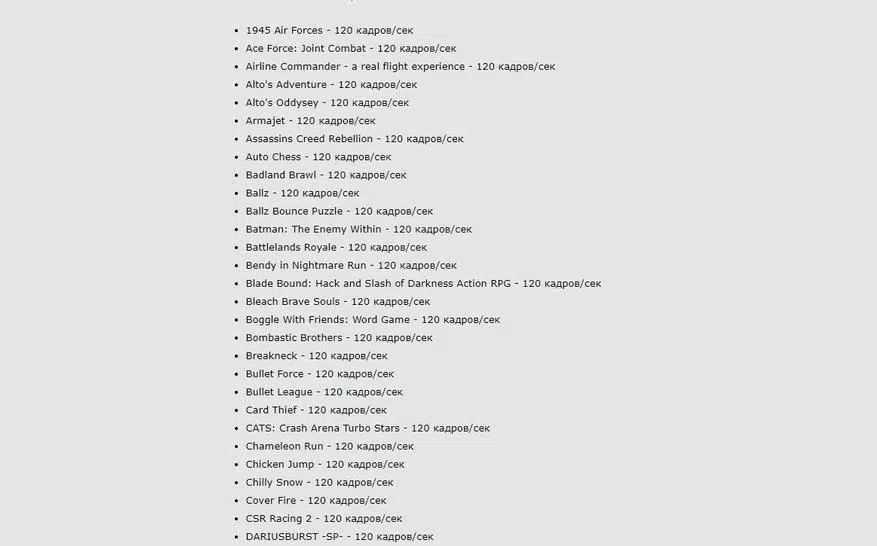 • 1945 Air Forces - 120 кадров/сек
• Ace Force: Joint Combat - 120 кадров/сек
• Airline Commander - a real flight experience - 120 кадров/сек
• Alto's Adventure - 120 кадров/сек
• Alto's Oddysey - 120 кадров/сек
• Armajet - 120 кадров/сек
• Assassins Creed Rebellion - 120 кадров/сек
• Auto Chess - 120 кадров/сек
• Badland Brawl - 120 кадров/сек
• Ballz - 120 кадров/сек
• Ballz Bounce Puzzle - 120 кадров/сек
• Batman: The Enemy Within - 120 кадров/сек
• Battlelands Royale - 120 кадров/сек
• Bendy in Nightmare Run - 120 кадров/сек
• Blade Bound: Hack and Slash of Darkness Action RPG - 120 кадров/сек
• Bleach Brave Souls - 120 кадров/сек
• Boggle With Friends: Word Game - 120 кадров/сек
• Bombastic Brothers - 120 кадров/сек
• Breakneck - 120 кадров/сек
• Bullet Force - 120 кадров/сек
• Bullet League - 120 кадров/сек
• Card Thief - 120 кадров/сек
• CATS: Crash Arena Turbo Stars - 120 кадров/сек
• Chameleon Run - 120 кадров/сек
• Chicken Jump - 120 кадров/сек
• Chilly Snow - 120 кадров/сек
• Cover Fire - 120 кадров/сек
• CSR Racing 2 - 120 кадров/сек
• DARIUSBURST -SP- - 120 кадров/сек